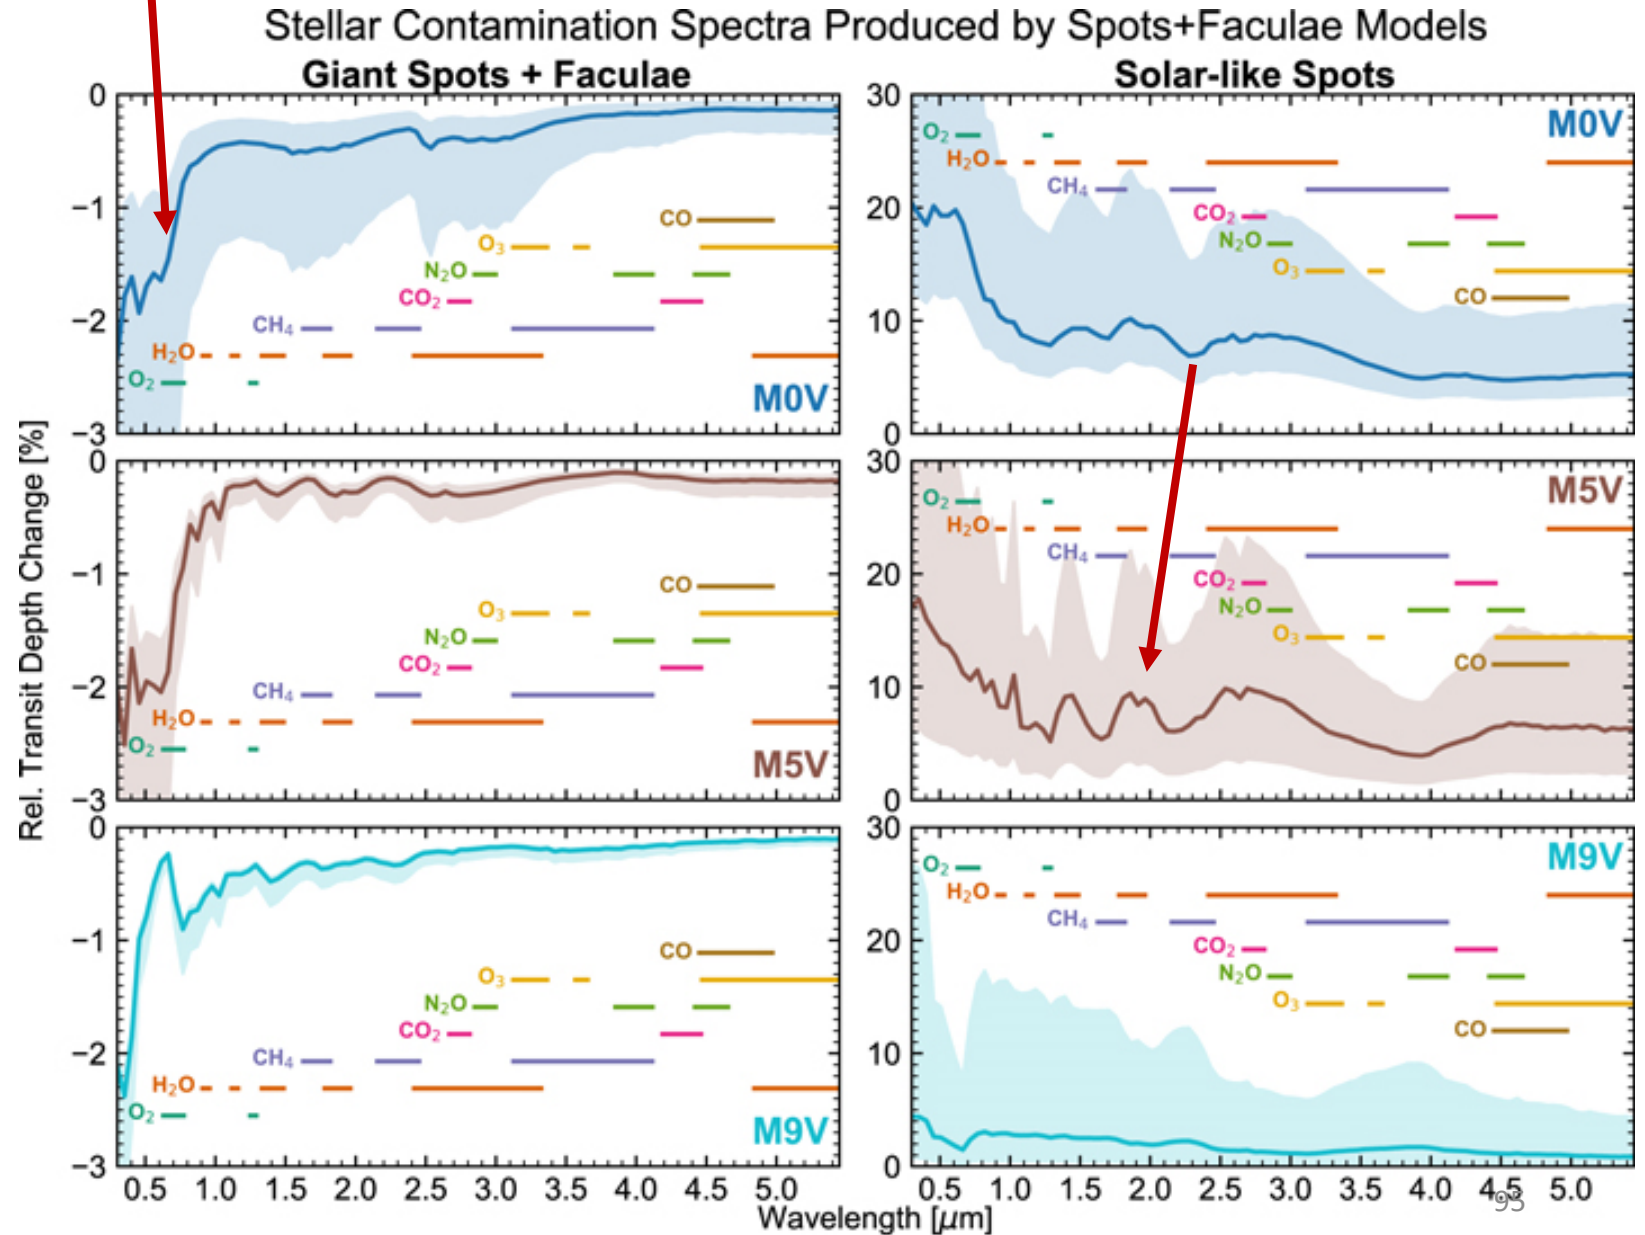 Stellar Contamination Spectra Produced by Spots+Faculae Models
Giant Spots + Faculae
Solar-like Spots
Rel. Transit Depth Change [%]
0
−1
−2
−3
CO
O3
N2O
CO2
CH4
H2O
O2
M0V
30
20
10
0
M0V
O2
H2O
CH4
CO2
N2O
O3
CO
0
−1
−2
−3
CO
O3
N2O
CO2
CH4
H2O
O2
M5V
30
20
10
0
M5V
O2
H2O
CH4
CO2
N2O
O3
CO
0
−1
−2
−3
CO
O3
N2O
CO2
CH4
H2O
O2
M9V
30
20
10
0
M9V
O2
H2O
CH4
CO2
N2O
O3
CO
0.5 1.0 1.5 2.0 2.5 3.0 3.5 4.0 4.5 5.0
0.5 1.0 1.5 2.0 2.5 3.0 3.5 4.0 4.5 5.0
95
Wavelength [μm]